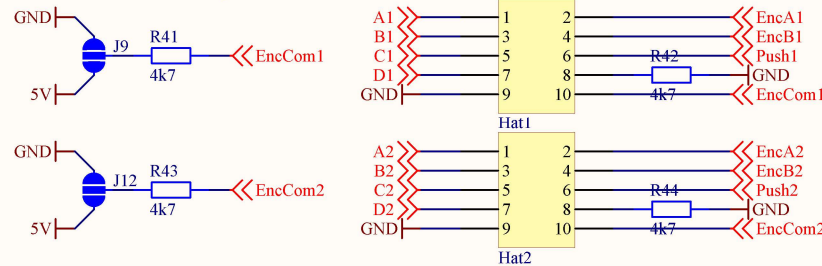 GND
J9
R41
4k7
EncCom1
5V
A1 1 2 EncA1
B1 3 4 EncB1
C1 5 6 Push1
R42
D1 7 8 GND
4k7
GND 9 10 EncCom1
Hat1
GND
J12
R43
4k7
EncCom2
5V
A2 1 2 EncA2
B2 3 4 EncB2
C2 5 6 Push2
R44
D2 7 8 GND
4k7
GND 9 10 EncCom2
Hat2